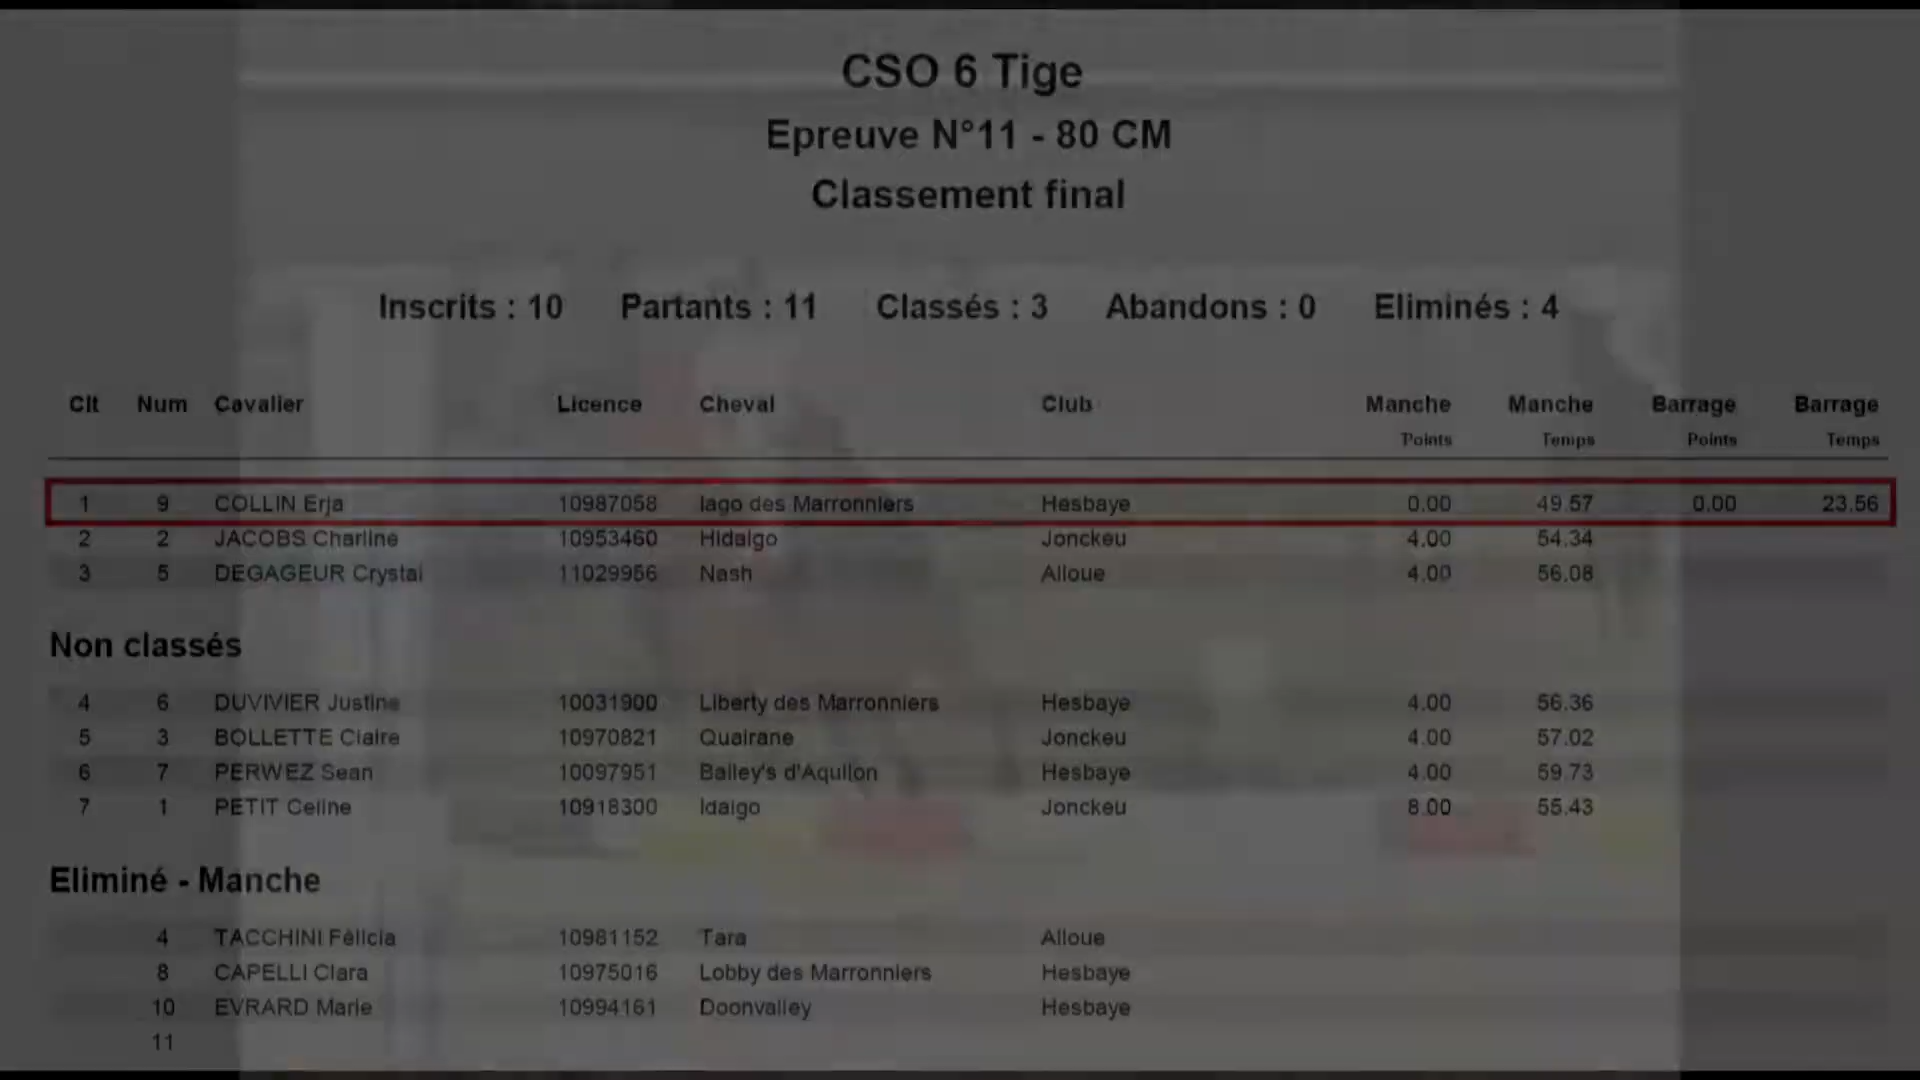 CSO 6 Tige
Epreuve N°11 - 80 CM
Classement final
Inscrits : 10 Partants : 11 Classés : 3 Abandons : 0 Eliminés : 4
Clt Num Cavalier Licence Cheval Club Manche Manche Barrage Barrage
Points Temps Points Temps
1 9 COLLIN Erja 10987058 Iago des Marronniers Hesbaye 0.00 49.57 0.00 23.56
2 2 JACOBS Charline 10953460 Hidalgo Jonckeu 4.00 54.34
3 5 DEGAGEUR Crystal 11029956 Nash Alloue 4.00 56.08
Non classés
4 6 DUVIVIER Justine 10031900 Liberty des Marronniers Hesbaye 4.00 56.36
5 3 BOLLETTE Claire 10970821 Quairane Jonckeu 4.00 57.02
6 7 PERWEZ Sean 10097951 Bailey's d'Aquilon Hesbaye 4.00 59.73
7 1 PETIT Celine 10918300 Idalgo Jonckeu 8.00 55.43
Eliminé - Manche
4 TACCHINI Félicia 10981152 Tara Alloue
8 CAPELLI Clara 10975016 Lobby des Marronniers Hesbaye
10 EVRARD Marie 10994161 Doonvalley Hesbaye
11